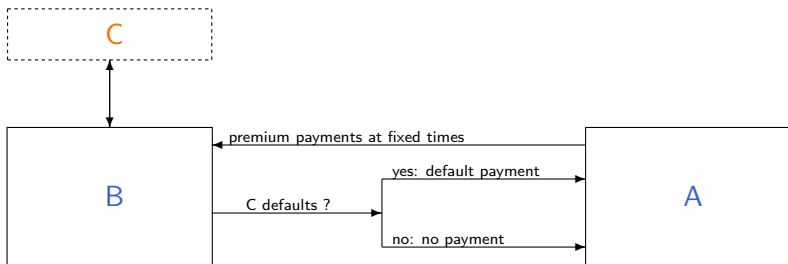 C
premium payments at fixed times
yes: default payment
B
C defaults ?
A
no: no payment